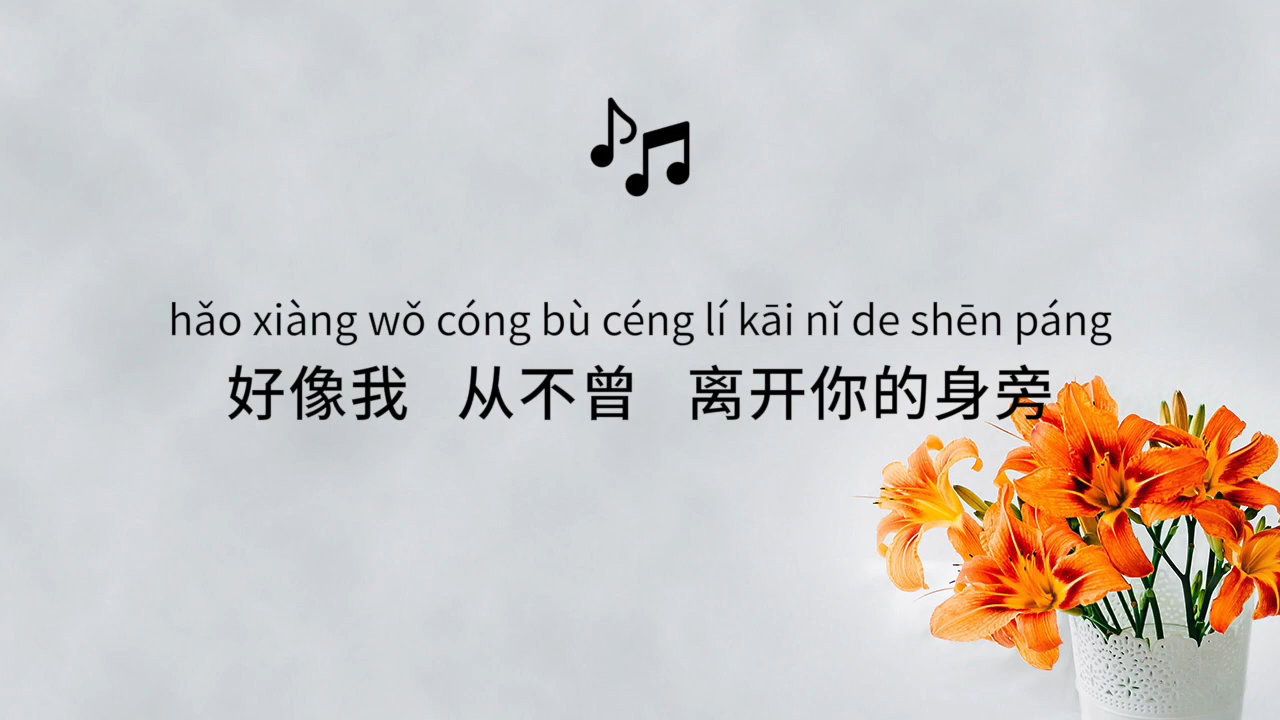 hǎo xiàng wǒ cóng bù céng lí kāi nǐ de shēn páng
好像我 从不曾 离开你的身旁